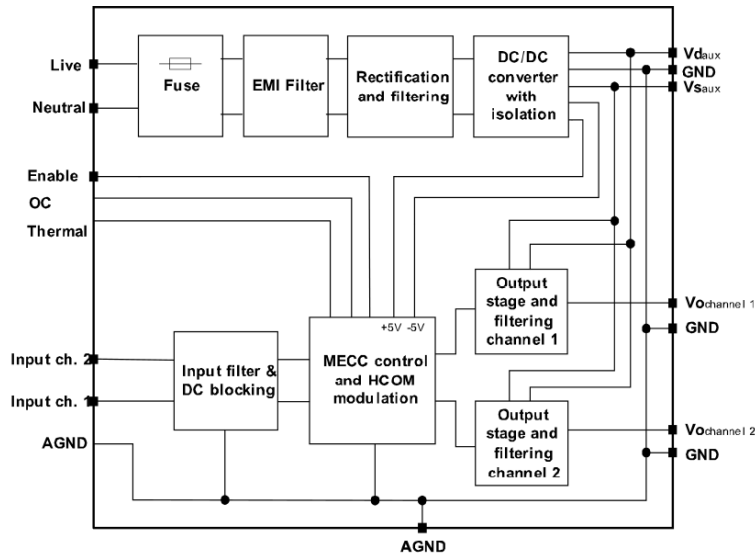 Live
Neutral
Fuse
EMI Filter
Rectification
and filtering
DC/DC
converter
with
isolation
Vdaux
GND
Vsaux
Enable
OC
Thermal
Output
stage and
filtering
channel 1
Vochannel 1
GND
+5V -5V
MECC control
and HCOM
modulation
Input ch. 2
Input ch. 1
Input filter &
DC blocking
Output
stage and
filtering
channel 2
Vochannel 2
GND
AGND
AGND